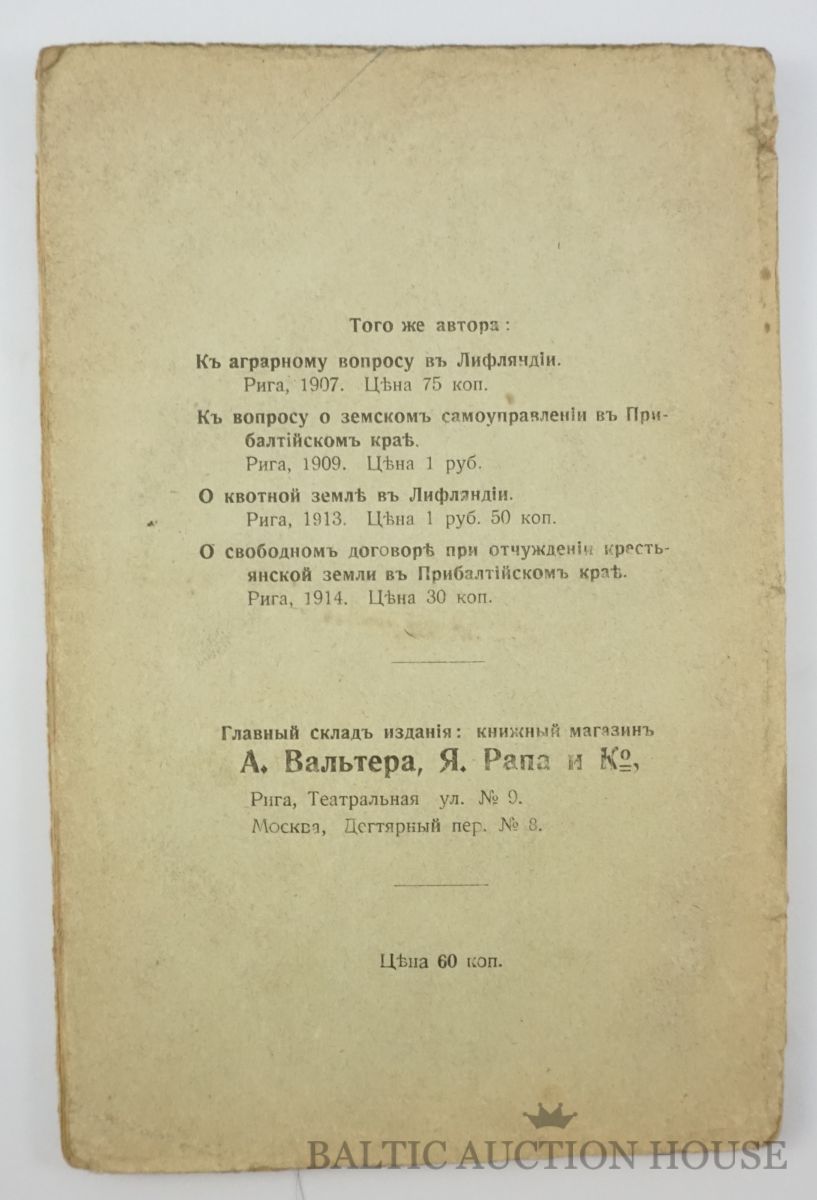 Того же автора:
Къ аграрному вопросу въ Лифляндіи.
Рига, 1907. Цѣна 75 коп.
Къ вопросу о земскомъ самоуправленіи въ При-
балтійскомъ краѣ.
Рига, 1909. Цѣна 1 руб.
О квотной землѣ въ Лифляндіи.
Рига, 1913. Цѣна 1 руб. 50 коп.
О свободномъ договорѣ при отчужденіи кресть-
янской земли въ Прибалтійскомъ краѣ.
Рига, 1914. Цѣна 30 коп.
Главный складъ изданія: книжный магазинъ
А. Вальтера, Я. Рапа и Ко,
Рига, Театральная ул. № 9.
Москва, Дегтярный пер. № 8.
Цѣна 60 коп.
BALTIC AUCTION HOUSE